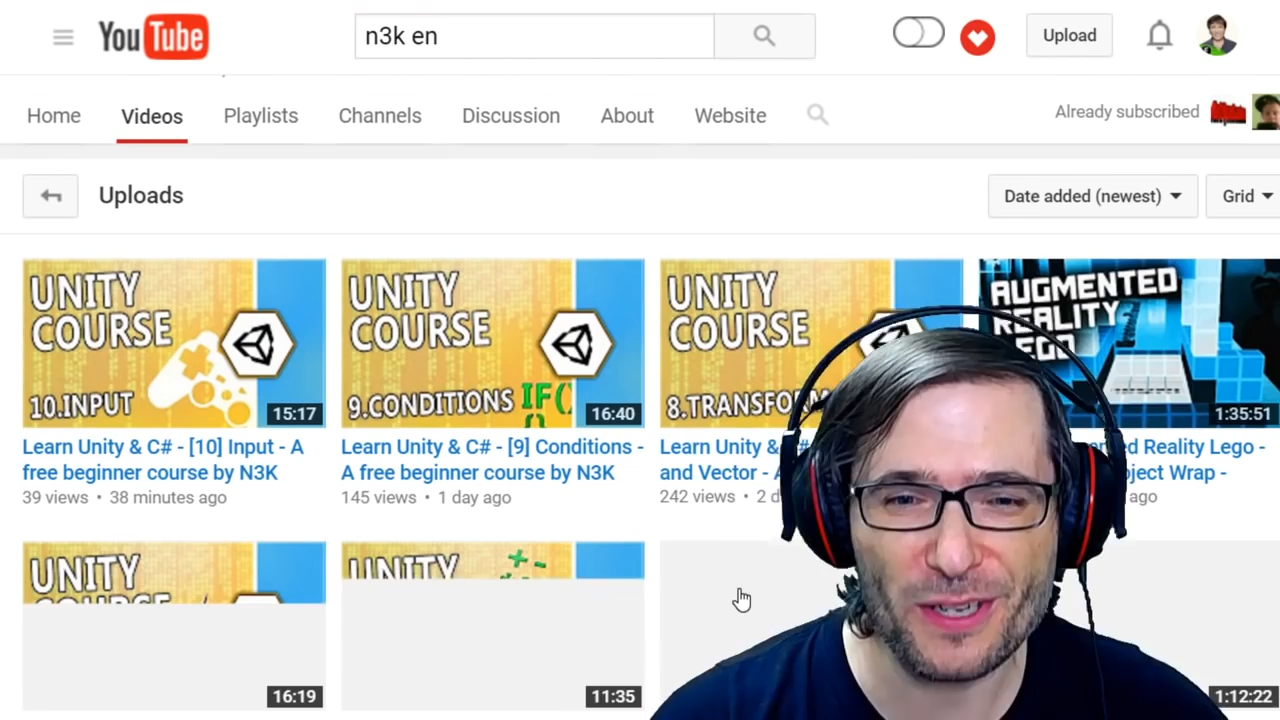 YouTube
n3k en
Upload
Home Videos Playlists Channels Discussion About Website
Already subscribed
Uploads
Date added (newest)
Grid
UNITY
COURSE
10.INPUT
15:17
Learn Unity & C# - [10] Input - A
free beginner course by N3K
39 views • 38 minutes ago
UNITY
COURSE
9.CONDITIONS IF()
{}
16:40
Learn Unity & C# - [9] Conditions -
A free beginner course by N3K
145 views • 1 day ago
UNITY
COURSE
8.TRANSFORM
Learn Unity &
and Vector -
242 views •
AUGMENTED
REALITY
1:35:51
Reality Lego -
Wrap -
ago
UNITY
COURSE
16:19
UNITY
11:35
1:12:22